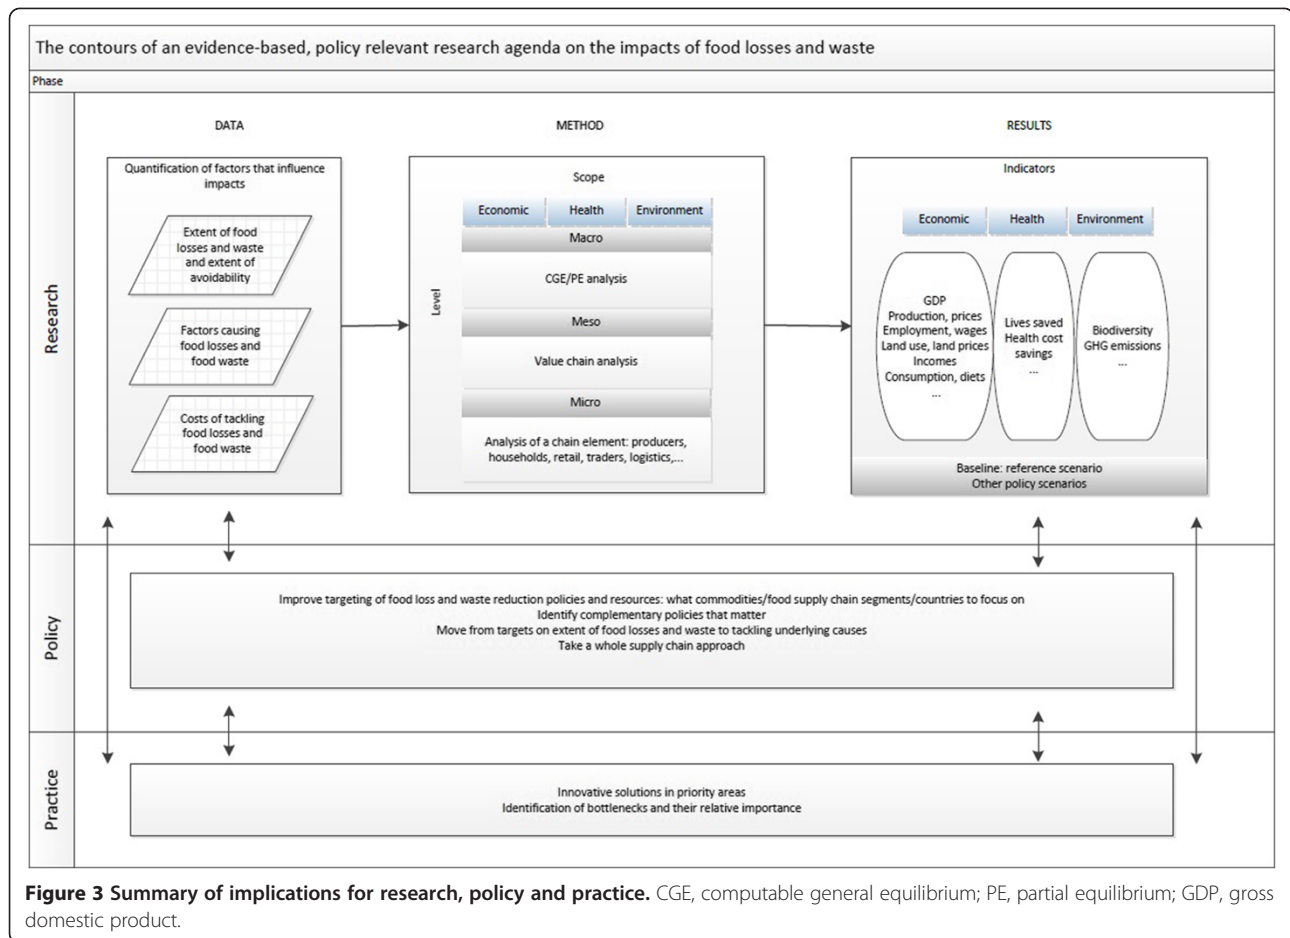 The contours of an evidence-based, policy relevant research agenda on the impacts of food losses and waste
Phase
Research
DATA
Quantification of factors that influence
impacts
Extent of food
losses and waste
and extent of
avoidability
Factors causing
food losses and
food waste
Costs of tackling
food losses and
food waste
METHOD
Scope
Economic
Health
Environment
Level
Macro
CGE/PE analysis
Meso
Value chain analysis
Micro
Analysis of a chain element: producers,
households, retail, traders, logistics,...
RESULTS
Indicators
Economic
Health
Environment
GDP
Production, prices
Employment, wages
Land use, land prices
Incomes
Consumption, diets
...
Lives saved
Health cost
savings
...
Biodiversity
GHG emissions
...
Baseline: reference scenario
Other policy scenarios
Policy
Improve targeting of food loss and waste reduction policies and resources: what commodities/food supply chain segments/countries to focus on
Identify complementary policies that matter
Move from targets on extent of food losses and waste to tackling underlying causes
Take a whole supply chain approach
Practice
Innovative solutions in priority areas
Identification of bottlenecks and their relative importance
Figure 3 Summary of implications for research, policy and practice. CGE, computable general equilibrium; PE, partial equilibrium; GDP, gross
domestic product.